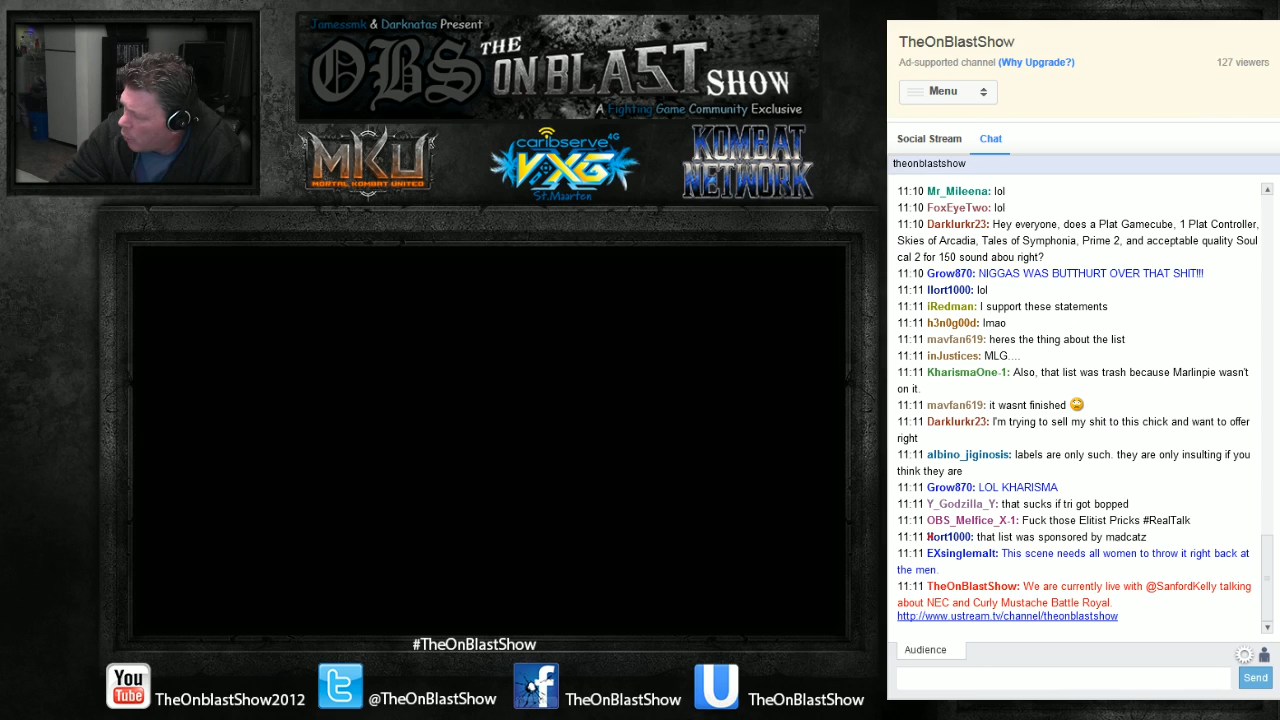 Jamessmk & Darknatas Present
OBS THE ON BLAST SHOW
A Fighting Game Community Exclusive
MKU
MORTAL KOMBAT UNITED
caribserve 4G
VXG
St.Maarten
KOMBAT
NETWORK
#TheOnBlastShow
You
Tube
TheOnblastShow2012
@TheOnBlastShow
TheOnBlastShow
TheOnBlastShow
TheOnBlastShow
Ad-supported channel (Why Upgrade?)
127 viewers
Menu
Social Stream
Chat
theonblastshow
11:10 Mr_Mileena: lol
11:10 FoxEyeTwo: lol
11:10 Darklurkr23: Hey everyone, does a Plat Gamecube, 1 Plat Controller,
Skies of Arcadia, Tales of Symphonia, Prime 2, and acceptable quality Soul
cal 2 for 150 sound abou right?
11:10 Grow870: NIGGAS WAS BUTTHURT OVER THAT SHIT!!!
11:11 llort1000: lol
11:11 iRedman: I support these statements
11:11 h3n0g00d: lmao
11:11 mavfan619: heres the thing about the list
11:11 inJustices: MLG....
11:11 KharismaOne-1: Also, that list was trash because Marlinpie wasn't
on it.
11:11 mavfan619: it wasnt finished
11:11 Darklurkr23: I'm trying to sell my shit to this chick and want to offer
right
11:11 albino_jiginosis: labels are only such. they are only insulting if you
think they are
11:11 Grow870: LOL KHARISMA
11:11 Y_Godzilla_Y: that sucks if tri got bopped
11:11 OBS_Melfice_X-1: Fuck those Elitist Pricks #RealTalk
11:11 llort1000: that list was sponsored by madcatz
11:11 EXsinglemalt: This scene needs all women to throw it right back at
the men.
11:11 TheOnBlastShow: We are currently live with @SanfordKelly talking
about NEC and Curly Mustache Battle Royal.
http://www.ustream.tv/channel/theonblastshow
Audience
Send